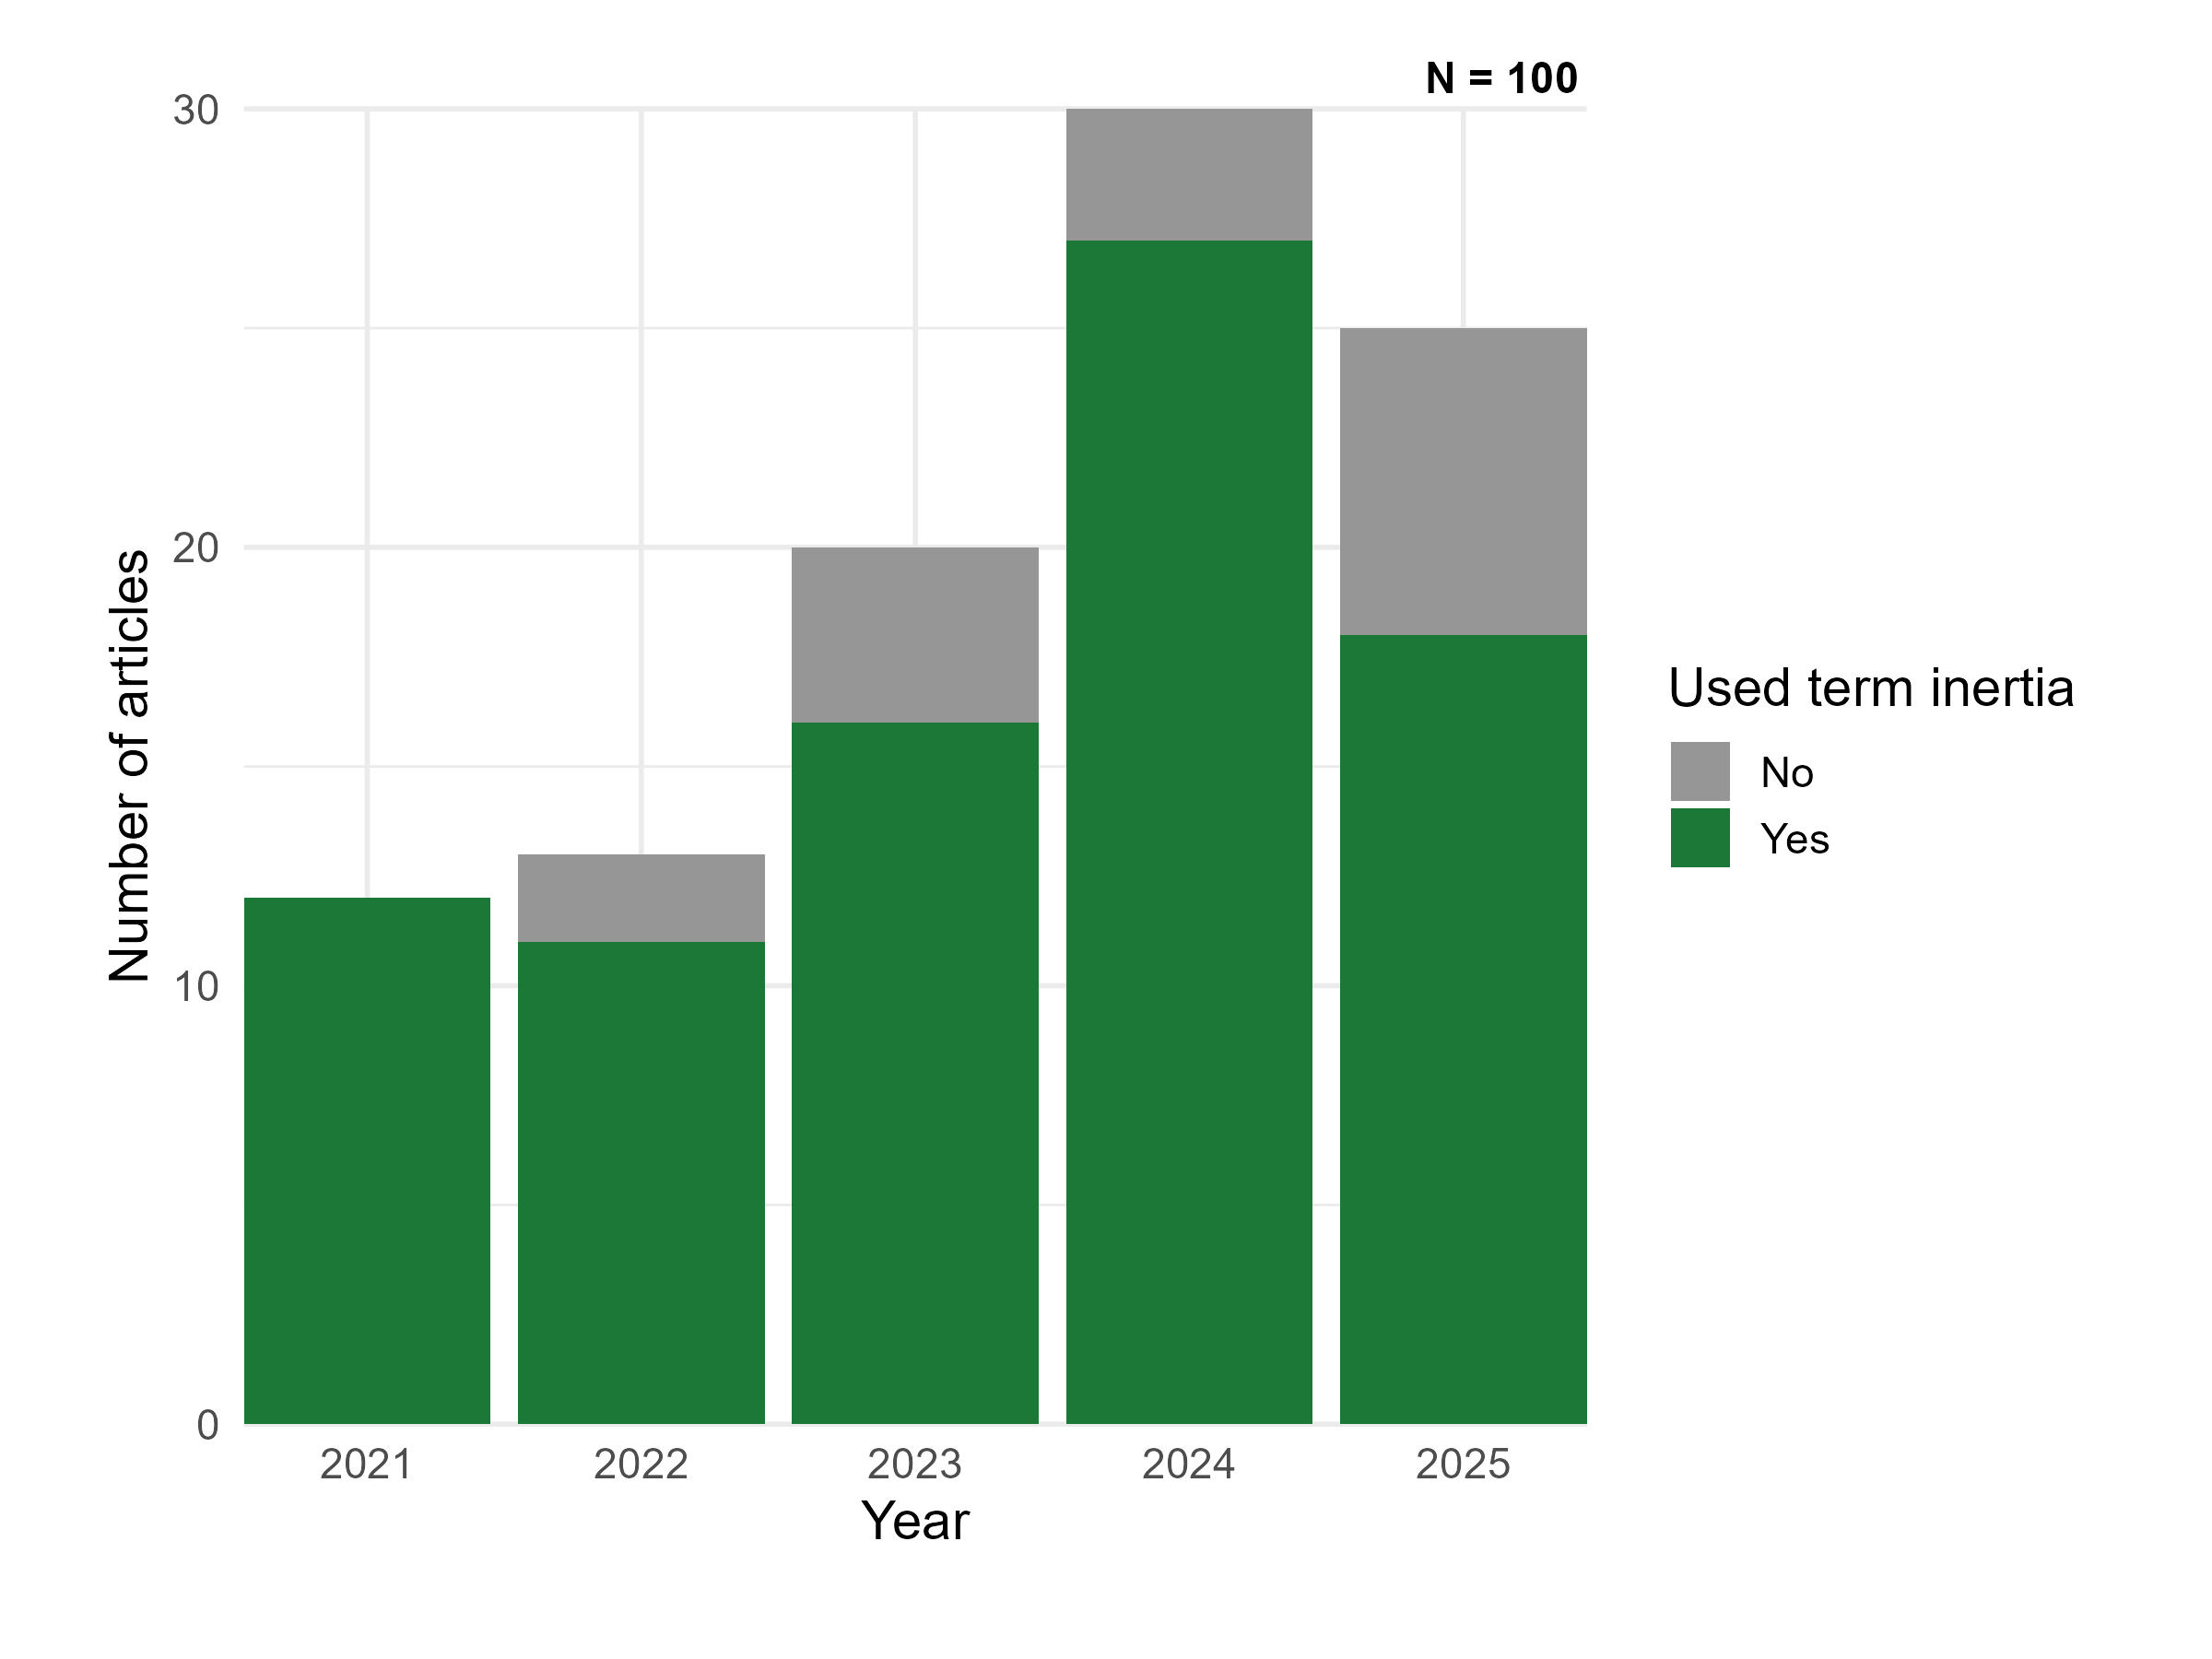 N = 100
30
20
10
0
Number of articles
2021 2022 2023 2024 2025
Year
Used term inertia
No
Yes